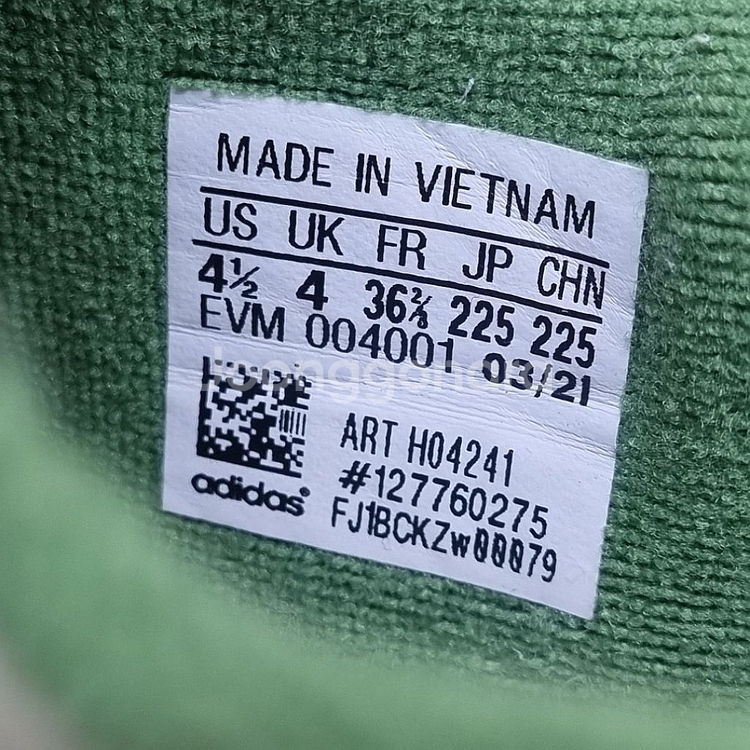 MADE IN VIETNAM
US UK FR JP CHN
4½ 4 36⅔ 225 225
EVM 004001 03/21
Joonggonara
ART H04241
#127760275
adidas®
FJ1BCKZw00079